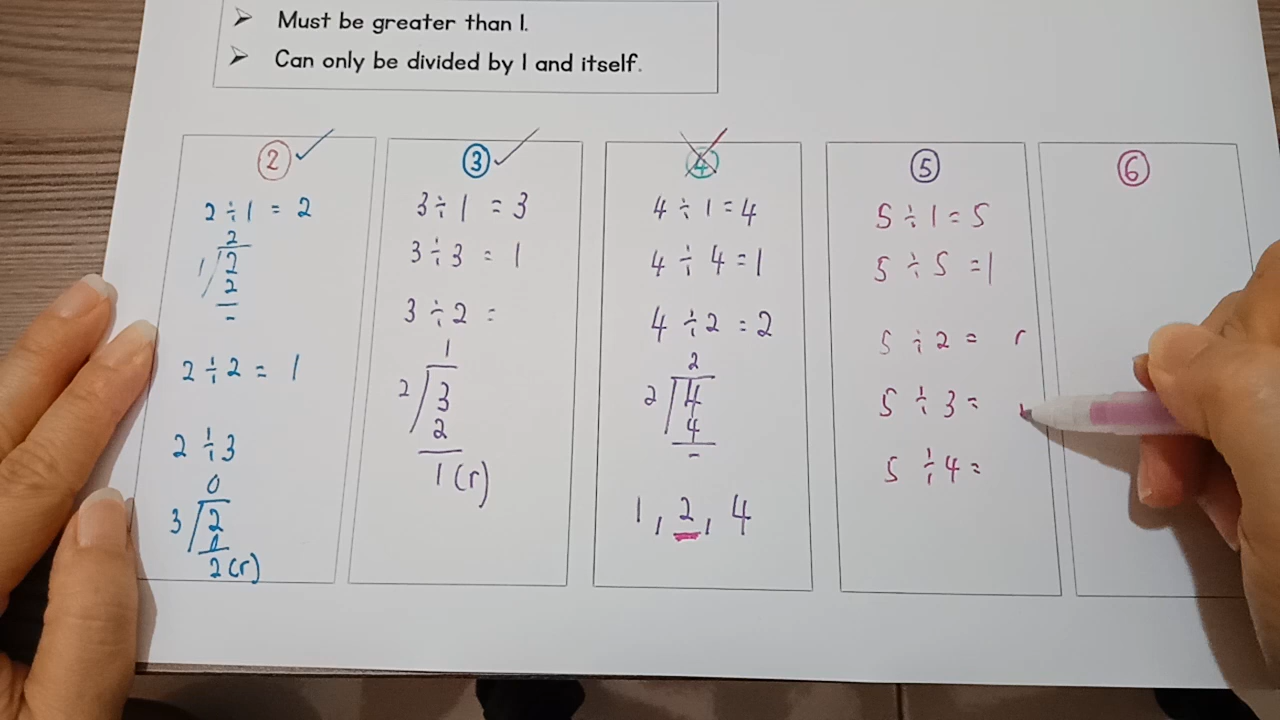 ➢ Must be greater than 1.
➢ Can only be divided by 1 and itself.
2 ✓
2 ÷ 1 = 2
2
1 2
2
-
2 ÷ 2 = 1
2 ÷ 3
0
3 2
0
2 (r)
3 ✓
3 ÷ 1 = 3
3 ÷ 3 = 1
3 ÷ 2 =
1
2 3
2
1 (r)
4
4 ÷ 1 = 4
4 ÷ 4 = 1
4 ÷ 2 = 2
2
2 4
4
-
1, 2, 4
5
5 ÷ 1 = 5
5 ÷ 5 = 1
5 ÷ 2 = r
5 ÷ 3 =
5 ÷ 4 =
6